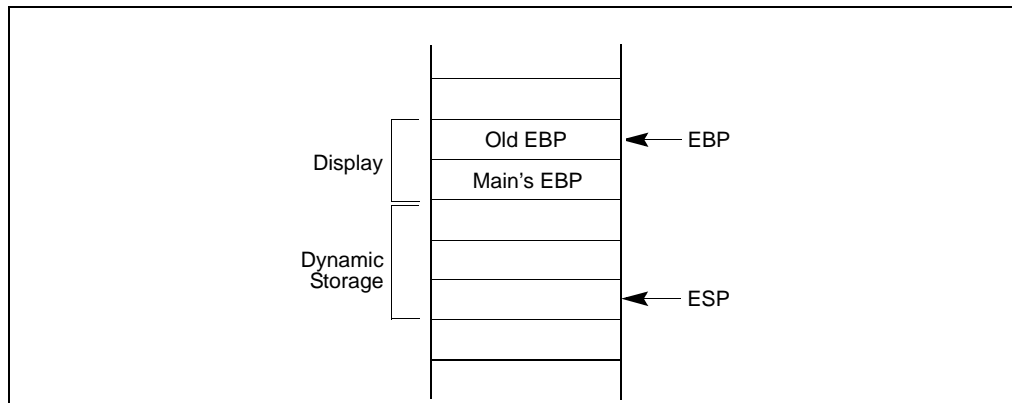 Old EBP
EBP
Display
Main's EBP
Dynamic
Storage
ESP